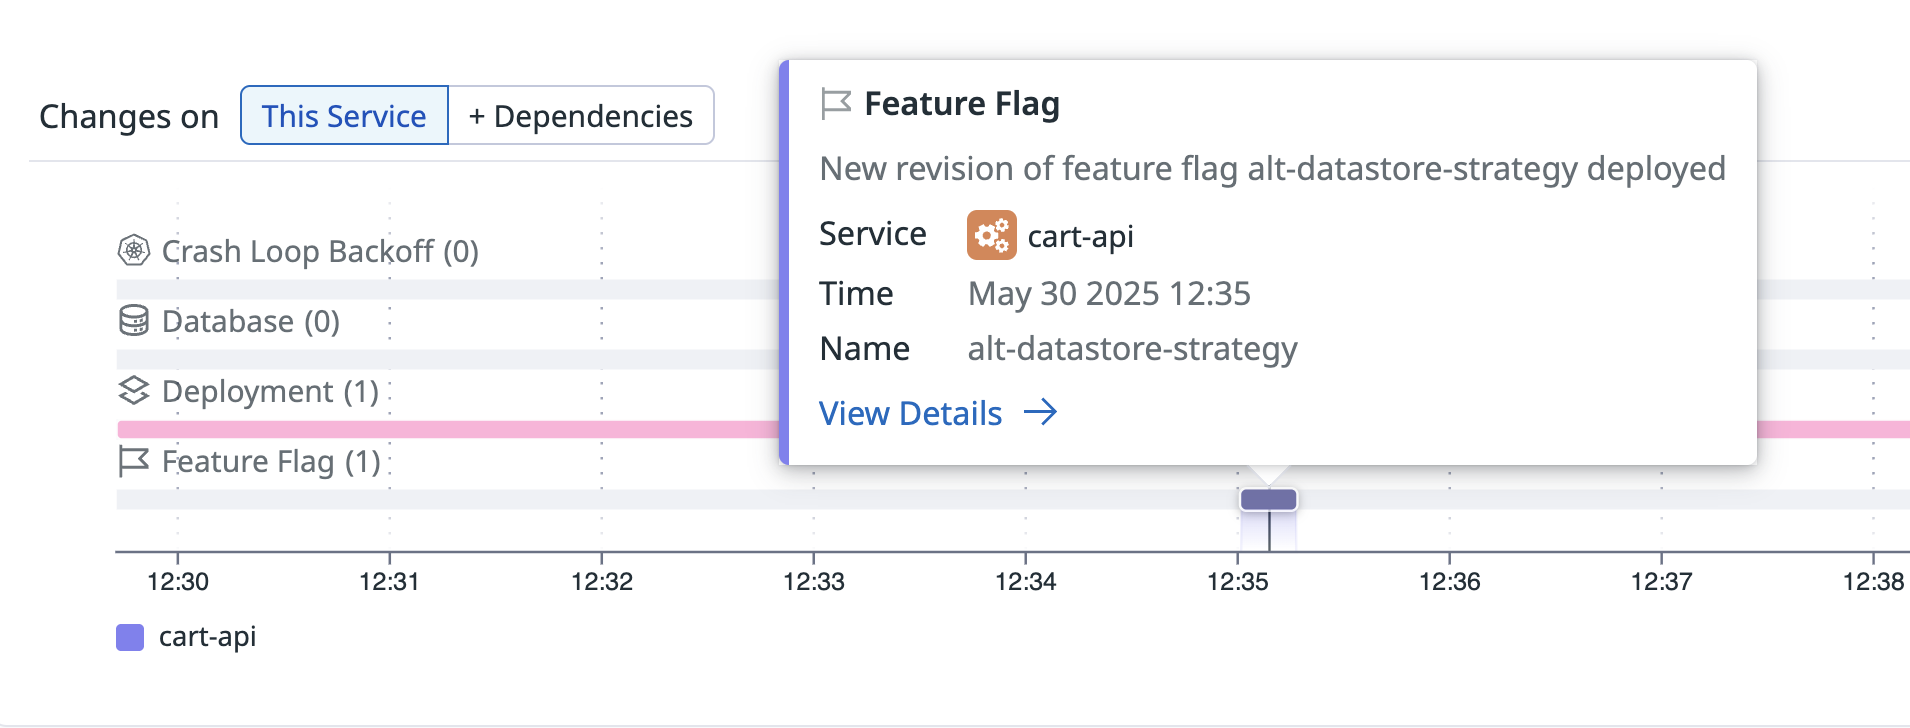 Changes on This Service + Dependencies
Feature Flag
New revision of feature flag alt-datastore-strategy deployed
Service cart-api
Time May 30 2025 12:35
Name alt-datastore-strategy
View Details
Crash Loop Backoff (0)
Database (0)
Deployment (1)
Feature Flag (1)
12:30 12:31 12:32 12:33 12:34 12:35 12:36 12:37 12:38
cart-api